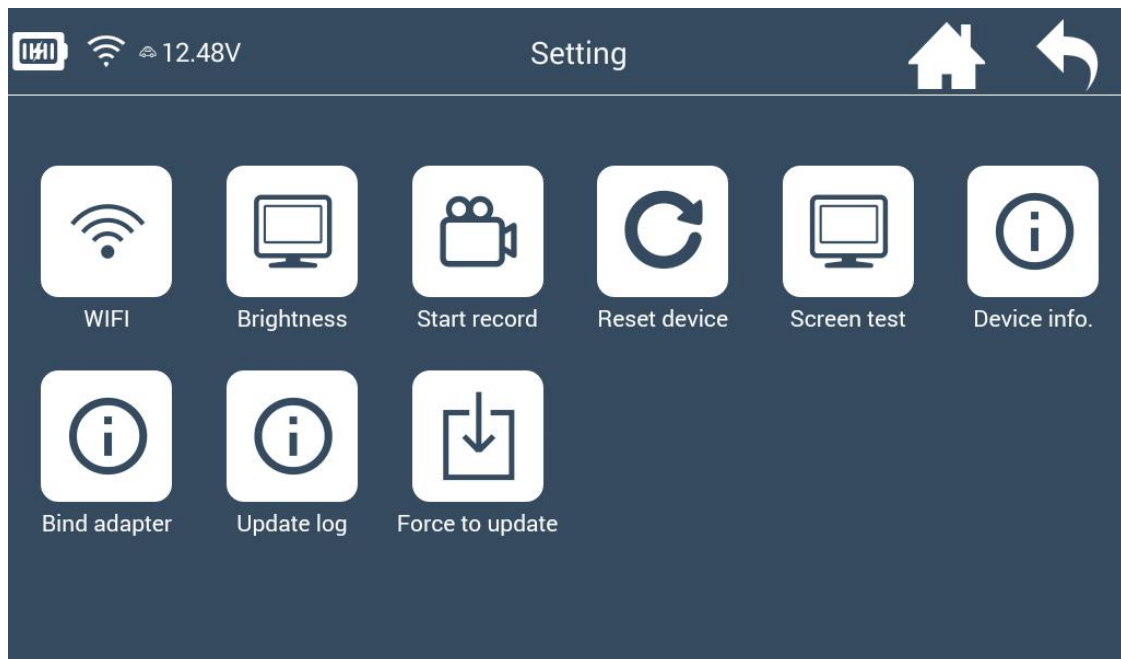 12.48V
Setting
WIFI
Brightness
Start record
Reset device
Screen test
Device info.
Bind adapter
Update log
Force to update